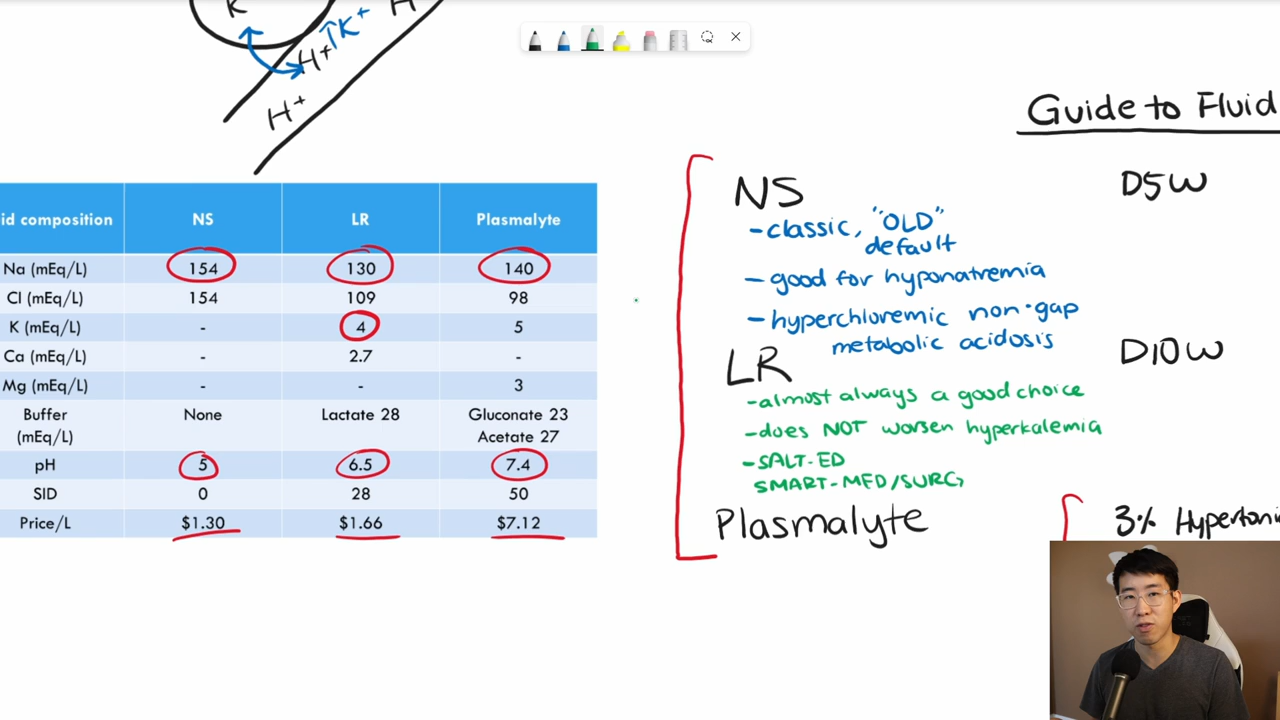 K
↑K+
H
H+
H+
Guide to Fluid
id composition NS LR Plasmalyte
Na (mEq/L) 154 130 140
Cl (mEq/L) 154 109 98
K (mEq/L) - 4 5
Ca (mEq/L) - 2.7 -
Mg (mEq/L) - - 3
Buffer (mEq/L) None Lactate 28 Gluconate 23
Acetate 27
pH 5 6.5 7.4
SID 0 28 50
Price/L $1.30 $1.66 $7.12
NS
- classic, "OLD"
default
- good for hyponatremia
- hyperchloremic non-gap
metabolic acidosis
LR
- almost always a good choice
- does NOT worsen hyperkalemia
- SALT-ED
SMART-MED/SURG
Plasmalyte
D5W
D10W
3% Hypertoni